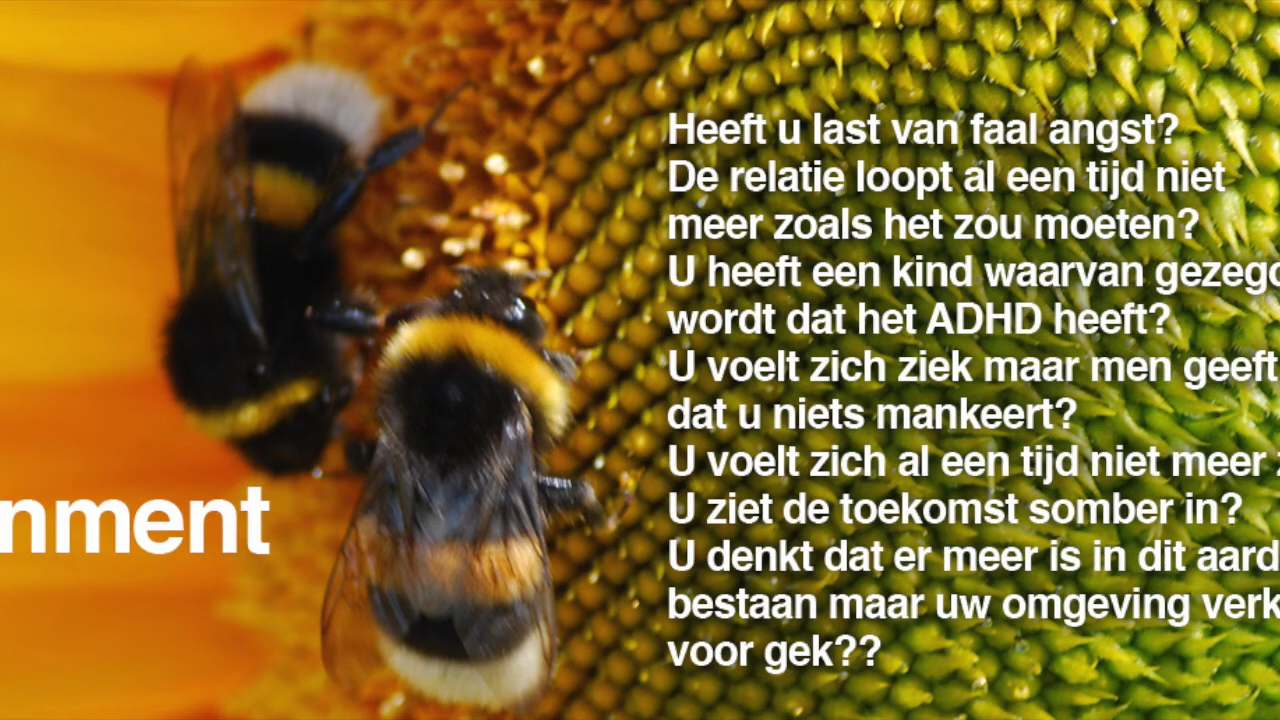 Heeft u last van faal angst?
De relatie loopt al een tijd niet
meer zoals het zou moeten?
U heeft een kind waarvan
wordt dat het ADHD heeft?
U voelt zich ziek maar men geeft
dat u niets mankeert?
U voelt zich al een tijd niet meer
U ziet de toekomst somber in?
U denkt dat er meer is in dit
bestaan maar uw omgeving
voor gek??
nment